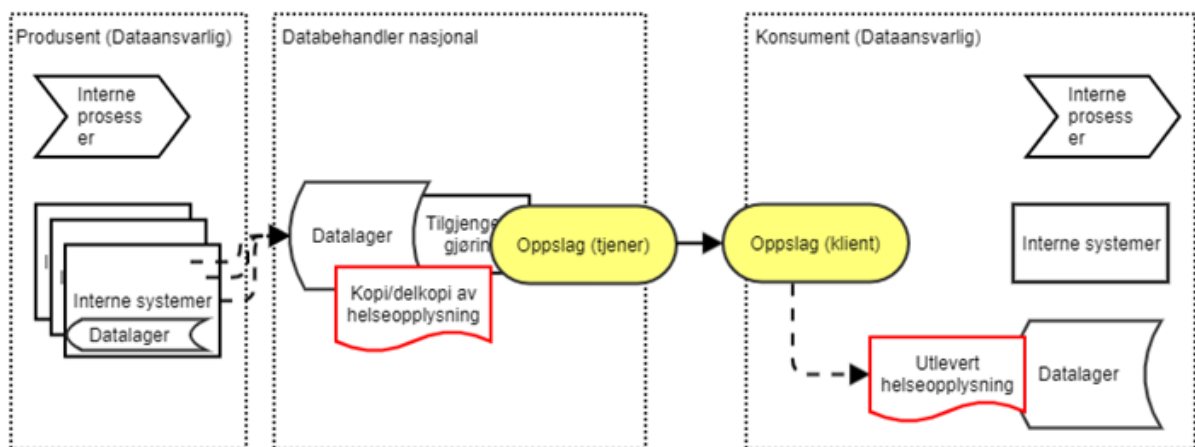 Produsent (Dataansvarlig)
Interne
prosess
er
Interne systemer
Datalager
Databehandler nasjonal
Datalager
Kopi/delkopi av
helseopplysning
Oppslag (tjener)
Konsument (Dataansvarlig)
Interne
prosess
er
Oppslag (klient)
Interne systemer
Utlevert
helseopplysning
Datalager